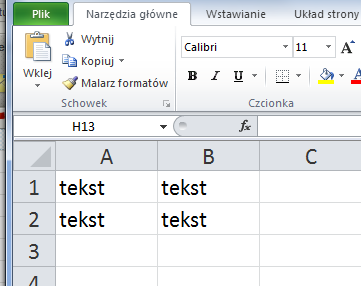 Plik Narzędzia główne Wstawianie Układ strony
Wytnij
Kopiuj
Malarz formatów
Wklej
Schowek
Calibri 11
B I U
Czcionka
H13 fx
A B C
1 tekst tekst
2 tekst tekst
3
4